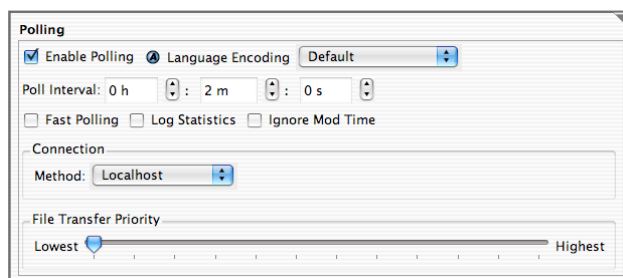 Polling
Enable Polling A Language Encoding Default
Poll Interval: 0 h : 2 m : 0 s
Fast Polling Log Statistics Ignore Mod Time
Connection
Method: Localhost
File Transfer Priority
Lowest Highest